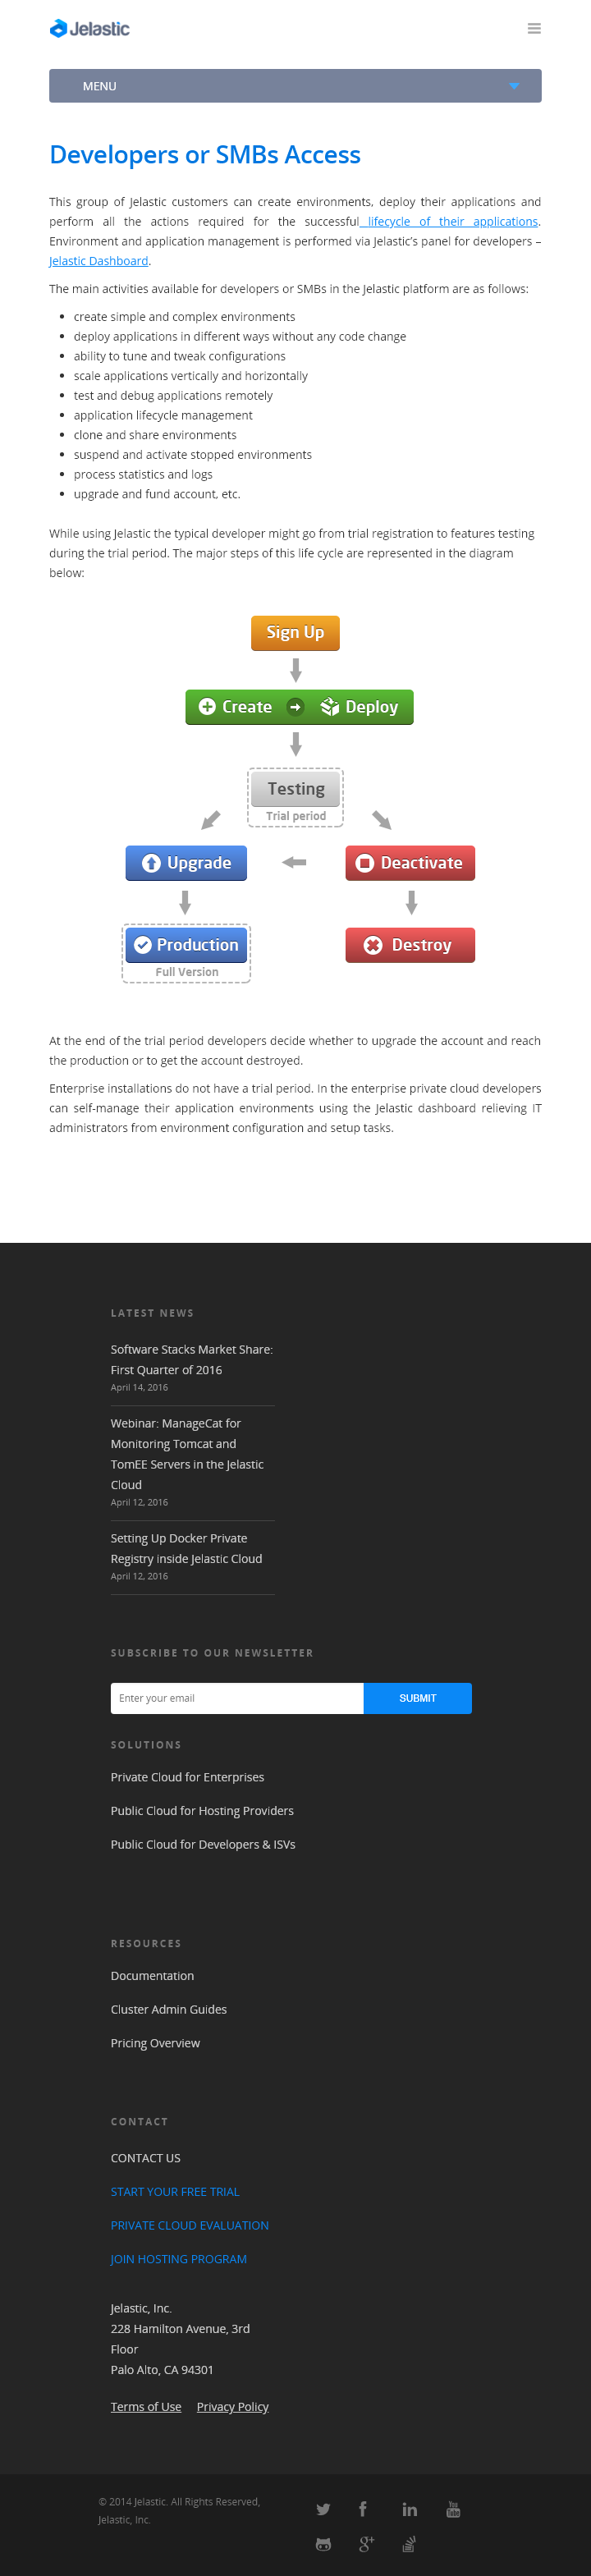 Jelastic
MENU
Developers or SMBs Access
This group of Jelastic customers can create environments, deploy their applications and
perform all the actions required for the successful lifecycle of their applications.
Environment and application management is performed via Jelastic's panel for developers –
Jelastic Dashboard.
The main activities available for developers or SMBs in the Jelastic platform are as follows:
• create simple and complex environments
• deploy applications in different ways without any code change
• ability to tune and tweak configurations
• scale applications vertically and horizontally
• test and debug applications remotely
• application lifecycle management
• clone and share environments
• suspend and activate stopped environments
• process statistics and logs
• upgrade and fund account, etc.
While using Jelastic the typical developer might go from trial registration to features testing
during the trial period. The major steps of this life cycle are represented in the diagram
below:
Sign Up
Create Deploy
Testing
Trial period
Upgrade Deactivate
Production Destroy
Full Version
At the end of the trial period developers decide whether to upgrade the account and reach
the production or to get the account destroyed.
Enterprise installations do not have a trial period. In the enterprise private cloud developers
can self-manage their application environments using the Jelastic dashboard relieving IT
administrators from environment configuration and setup tasks.
LATEST NEWS
Software Stacks Market Share:
First Quarter of 2016
April 14, 2016
Webinar: ManageCat for
Monitoring Tomcat and
TomEE Servers in the Jelastic
Cloud
April 12, 2016
Setting Up Docker Private
Registry inside Jelastic Cloud
April 12, 2016
SUBSCRIBE TO OUR NEWSLETTER
Enter your email SUBMIT
SOLUTIONS
Private Cloud for Enterprises
Public Cloud for Hosting Providers
Public Cloud for Developers & ISVs
RESOURCES
Documentation
Cluster Admin Guides
Pricing Overview
CONTACT
CONTACT US
START YOUR FREE TRIAL
PRIVATE CLOUD EVALUATION
JOIN HOSTING PROGRAM
Jelastic, Inc.
228 Hamilton Avenue, 3rd
Floor
Palo Alto, CA 94301
Terms of Use Privacy Policy
© 2014 Jelastic. All Rights Reserved,
Jelastic, Inc.